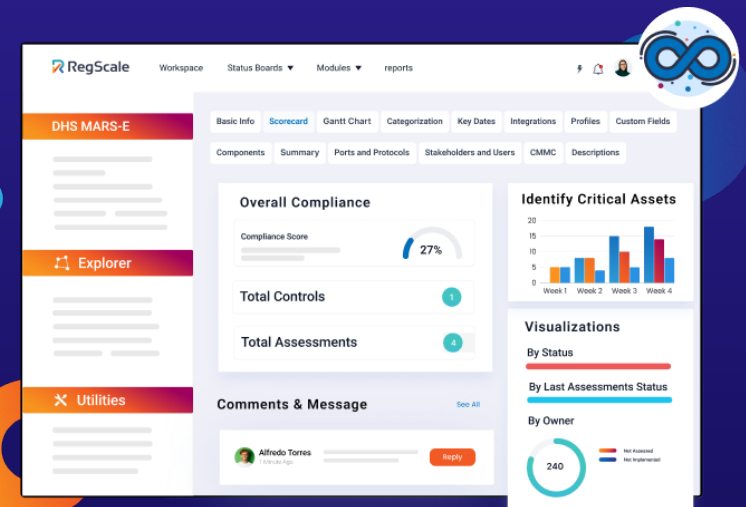 RegScale
Workspace Status Boards Modules reports
DHS MARS-E
Explorer
Utilities
Basic Info Scorecard Gantt Chart Categorization Key Dates Integrations Profiles Custom Fields
Components Summary Ports and Protocols Stakeholders and Users CMMC Descriptions
Overall Compliance
Compliance Score
27%
Total Controls 1
Total Assessments 4
Comments & Message See All
Alfredo Torres
1 Minute Ago
Reply
Identify Critical Assets
20
15
10
5
0
Week 1 Week 2 Week 3 Week 4
Visualizations
By Status
By Last Assessments Status
By Owner
240
Not Assessed
Not Implemented